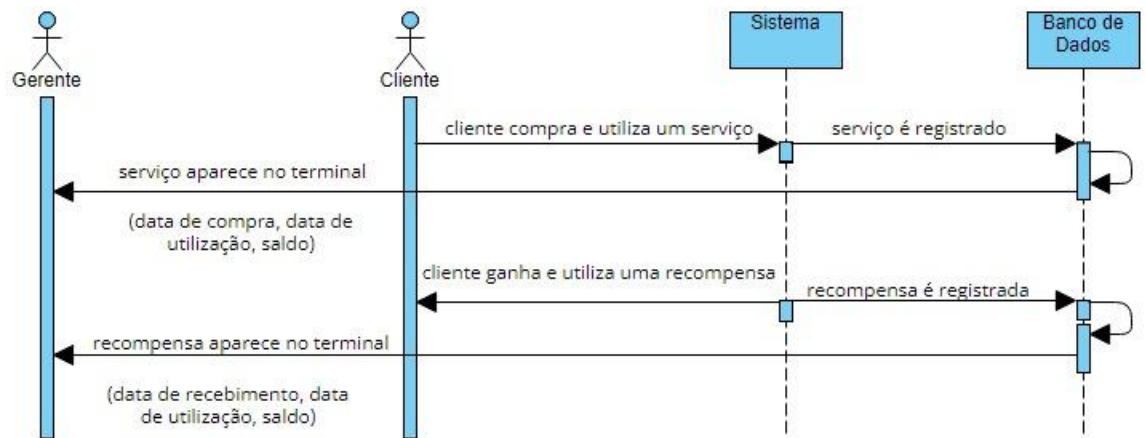 Gerente
Cliente
Sistema
Banco de
Dados
cliente compra e utiliza um serviço
serviço é registrado
serviço aparece no terminal
(data de compra, data de
utilização, saldo)
cliente ganha e utiliza uma recompensa
recompensa é registrada
recompensa aparece no terminal
(data de recebimento, data
de utilização, saldo)